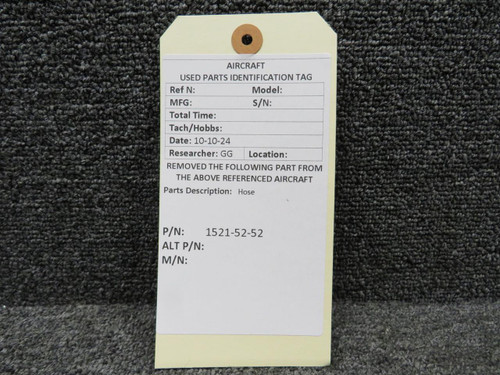 AIRCRAFT
USED PARTS IDENTIFICATION TAG
Ref N: Model:
MFG: S/N:
Total Time:
Tach/Hobbs:
Date: 10-10-24
Researcher: GG Location:
REMOVED THE FOLLOWING PART FROM
THE ABOVE REFERENCED AIRCRAFT
Parts Description: Hose
P/N: 1521-52-52
ALT P/N:
M/N: